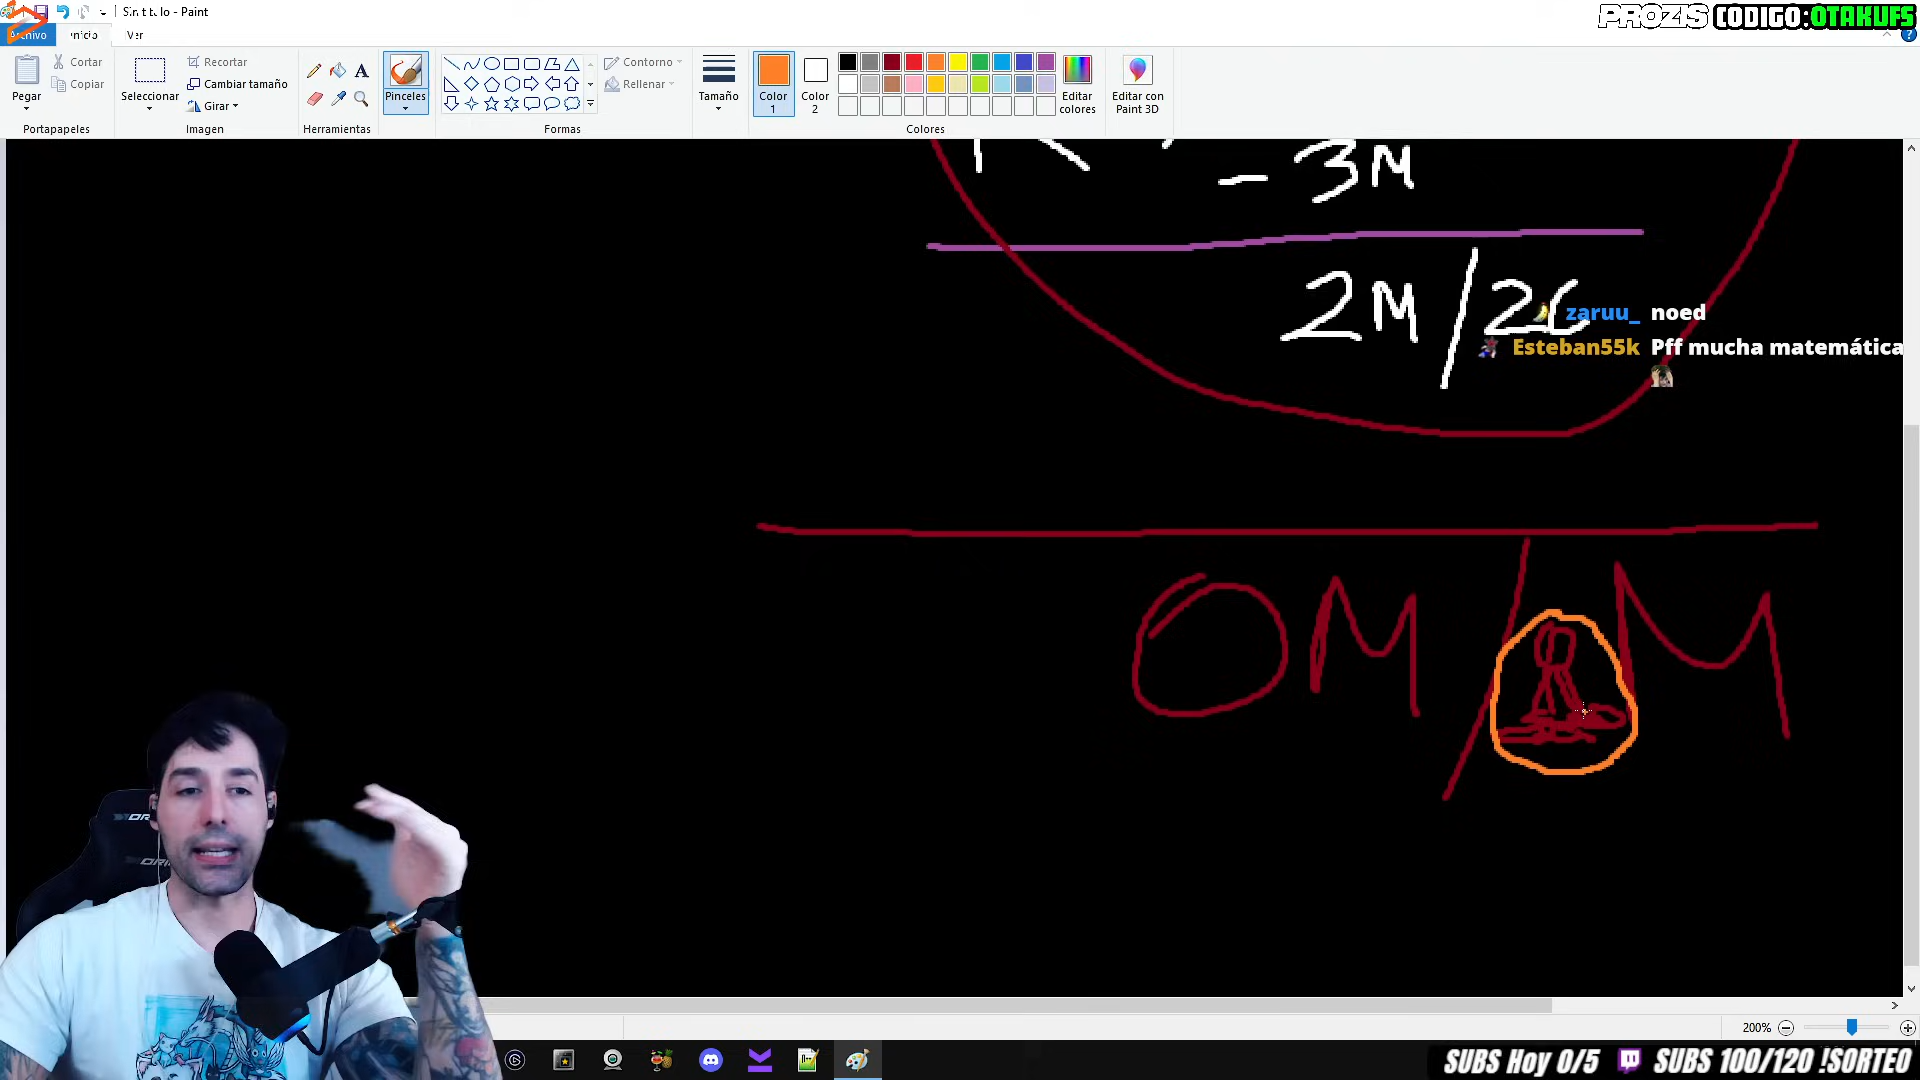 Sin título - Paint
PROZIS CODIGO:OTAKUFS
Archivo Inicio Ver
Pegar
Cortar
Copiar
Portapapeles
Seleccionar
Recortar
Cambiar tamaño
Girar
Imagen
Herramientas
Pinceles
Formas
Contorno
Rellenar
Tamaño
Color 1
Color 2
Colores
Editar colores
Editar con Paint 3D
- 3M
2M/2C
zaruu_ noed
Esteban55k Pff mucha matemática
OM / M
200%
SUBS Hoy 0/5 SUBS 100/120 !SORTEO